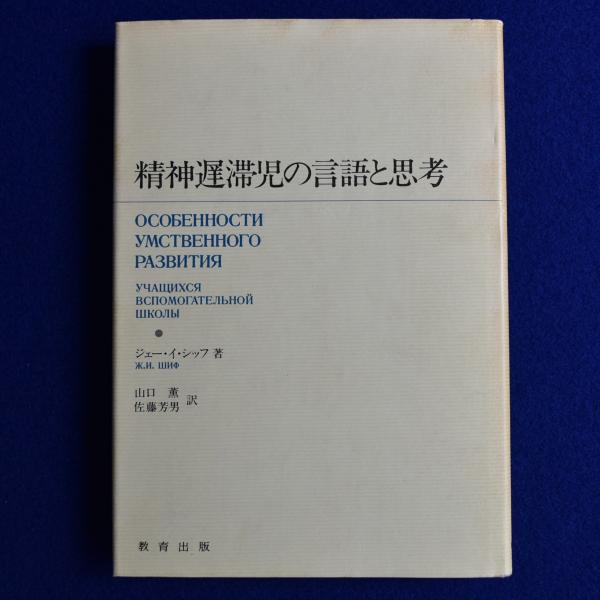 精神遅滞児の言語と思考
ОСОБЕННОСТИ
УМСТВЕННОГО
РАЗВИТИЯ
УЧАЩИХСЯ
ВСПОМОГАТЕЛЬНОЙ
ШКОЛЫ
ジェー・イ・シッフ 著
Ж.И. ШИФ
山口 薫
佐藤芳男 訳
教育出版